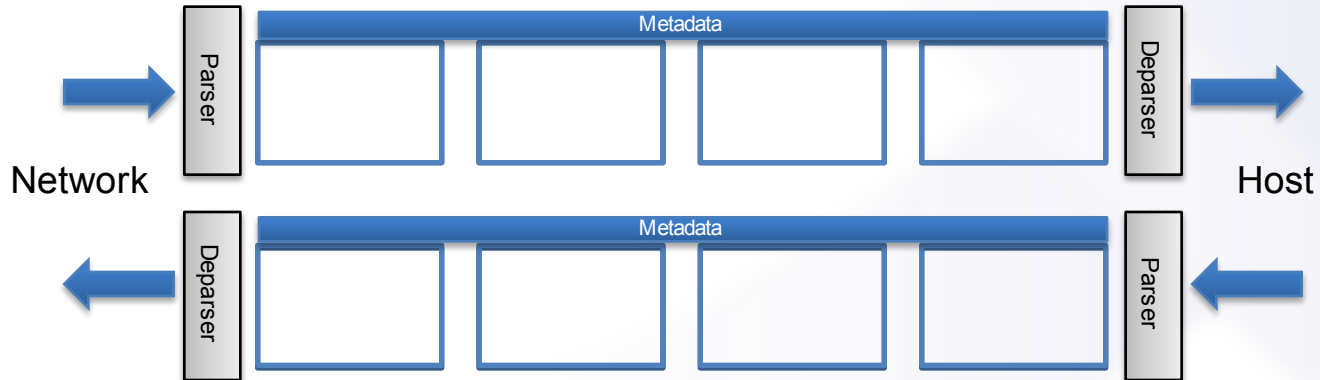 Metadata
Parser
Deparser
Network
Host
Metadata
Deparser
Parser